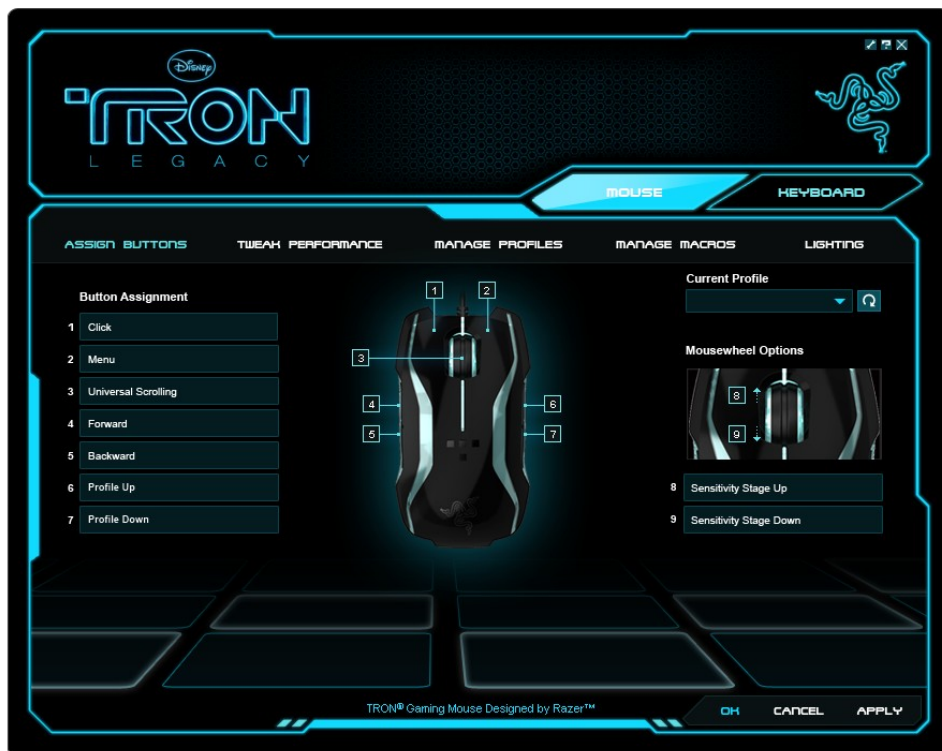 Disney
TRON
LEGACY
MOUSE
KEYBOARD
ASSIGN BUTTONS
TWEAK PERFORMANCE
MANAGE PROFILES
MANAGE MACROS
LIGHTING
Button Assignment
1 Click
2 Menu
3 Universal Scrolling
4 Forward
5 Backward
6 Profile Up
7 Profile Down
1
2
3
4
5
6
7
Current Profile
Mousewheel Options
8
9
8 Sensitivity Stage Up
9 Sensitivity Stage Down
TRON® Gaming Mouse Designed by Razer™
OK
CANCEL
APPLY